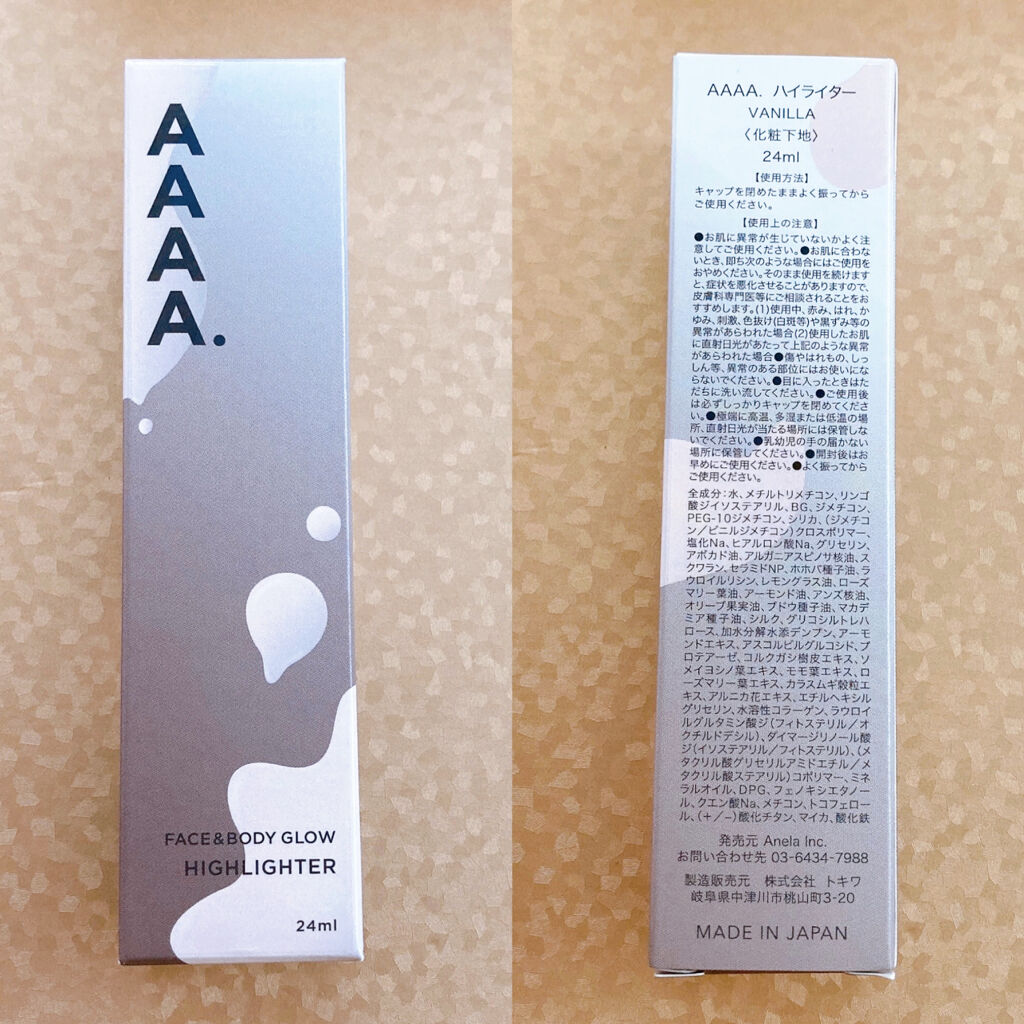 A
A
A
A.
FACE&BODY GLOW
HIGHLIGHTER
24ml
AAAA. ハイライター
VANILLA
〈化粧下地〉
24ml
【使用方法】
キャップを閉めたままよく振ってから
ご使用ください。
【使用上の注意】
●お肌に異常が生じていないかよく注
意してご使用ください。●お肌に合わな
いとき、即ち次のような場合にはご使用を
おやめください。そのまま使用を続けます
と、症状を悪化させることがありますので、
皮膚科専門医等にご相談されることをお
すすめします。(1)使用中、赤み、はれ、か
ゆみ、刺激、色抜け(白斑等)や黒ずみ等の
異常があらわれた場合(2)使用したお肌
に直射日光があたって上記のような異常
があらわれた場合●傷やはれもの、しっ
しん等、異常のある部位にはお使いにな
らないでください。●目に入ったときはた
だちに洗い流してください。●ご使用後
は必ずしっかりキャップを閉めてくださ
い。●極端に高温、多湿または低温の場
所、直射日光が当たる場所には保管しな
いでください。●乳幼児の手の届かない
場所に保管してください。●開封後はお
早めにご使用ください。●よく振ってから
ご使用ください。
全成分：水、メチルトリメチコン、リンゴ
酸ジイソステアリル、BG、ジメチコン、
PEG-10ジメチコン、シリカ、(ジメチコ
ン／ビニルジメチコン)クロスポリマー、
塩化Na、ヒアルロン酸Na、グリセリン、
アボカド油、アルガニアスピノサ核油、ス
クワラン、セラミドNP、ホホバ種子油、ラ
ウロイルリシン、レモングラス油、ローズ
マリー葉油、アーモンド油、アンズ核油、
オリーブ果実油、ブドウ種子油、マカデ
ミア種子油、シルク、グリコシルトレハ
ロース、加水分解水添デンプン、アーモ
ンドエキス、アスコルビルグルコシド、プ
ロテアーゼ、コルクガシ樹皮エキス、ソ
メイヨシノ葉エキス、モモ葉エキス、ロ
ーズマリー葉エキス、カラスムギ穀粒エ
キス、アルニカ花エキス、エチルヘキシル
グリセリン、水溶性コラーゲン、ラウロイ
ルグルタミン酸ジ(フィトステリル／オ
クチルドデシル)、ダイマージリノール酸
ジ(イソステアリル／フィトステリル)、(メ
タクリル酸グリセリルアミドエチル／メ
タクリル酸ステアリル)コポリマー、ミネ
ラルオイル、DPG、フェノキシエタノー
ル、クエン酸Na、メチコン、トコフェロー
ル、(＋／−)酸化チタン、マイカ、酸化鉄
発売元 Anela Inc.
お問い合わせ先 03-6434-7988
製造販売元 株式会社 トキワ
岐阜県中津川市桃山町3-20
MADE IN JAPAN